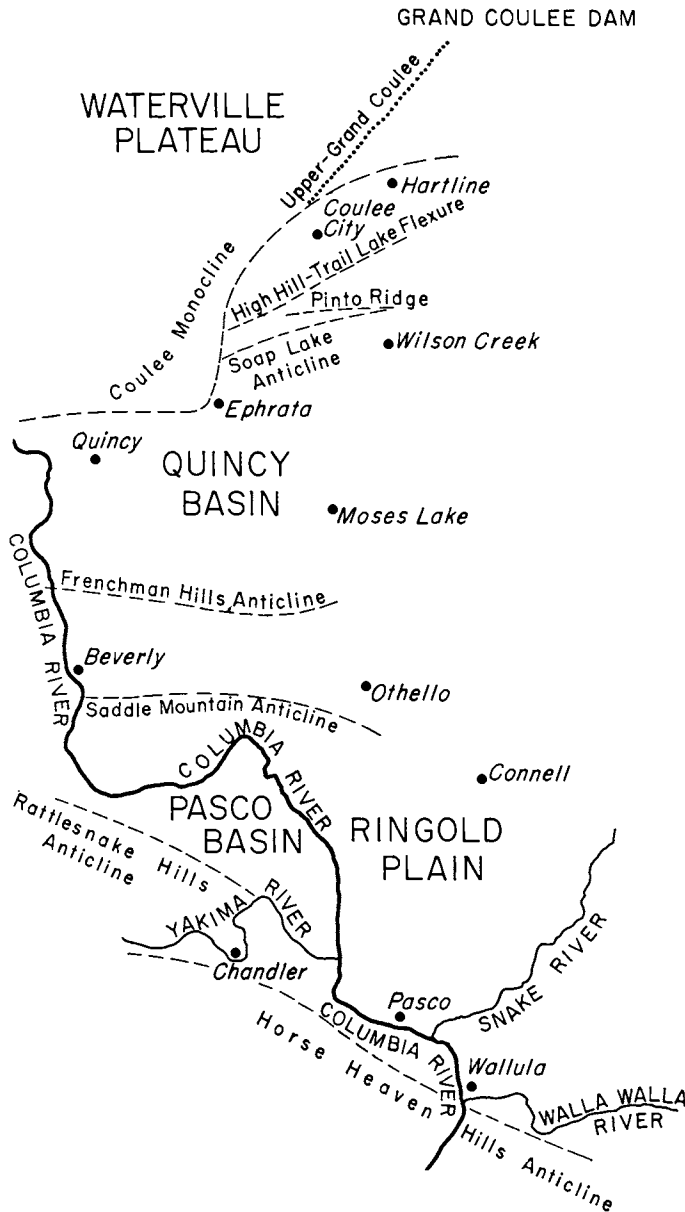 GRAND COULEE DAM
WATERVILLE
PLATEAU
Upper-Grand Coulee
Hartline
Coulee
City
High Hill-Trail Lake Flexure
Coulee Monocline
Pinto Ridge
Wilson Creek
Soap Lake
Anticline
Ephrata
Quincy
QUINCY
BASIN
Moses Lake
COLUMBIA RIVER
Frenchman Hills Anticline
Beverly
Othello
Saddle Mountain Anticline
COLUMBIA RIVER
Connell
PASCO
BASIN
RINGOLD
PLAIN
Rattlesnake Hills
Anticline
YAKIMA RIVER
Chandler
SNAKE RIVER
Pasco
COLUMBIA RIVER
Wallula
WALLA WALLA
RIVER
Horse Heaven Hills Anticline